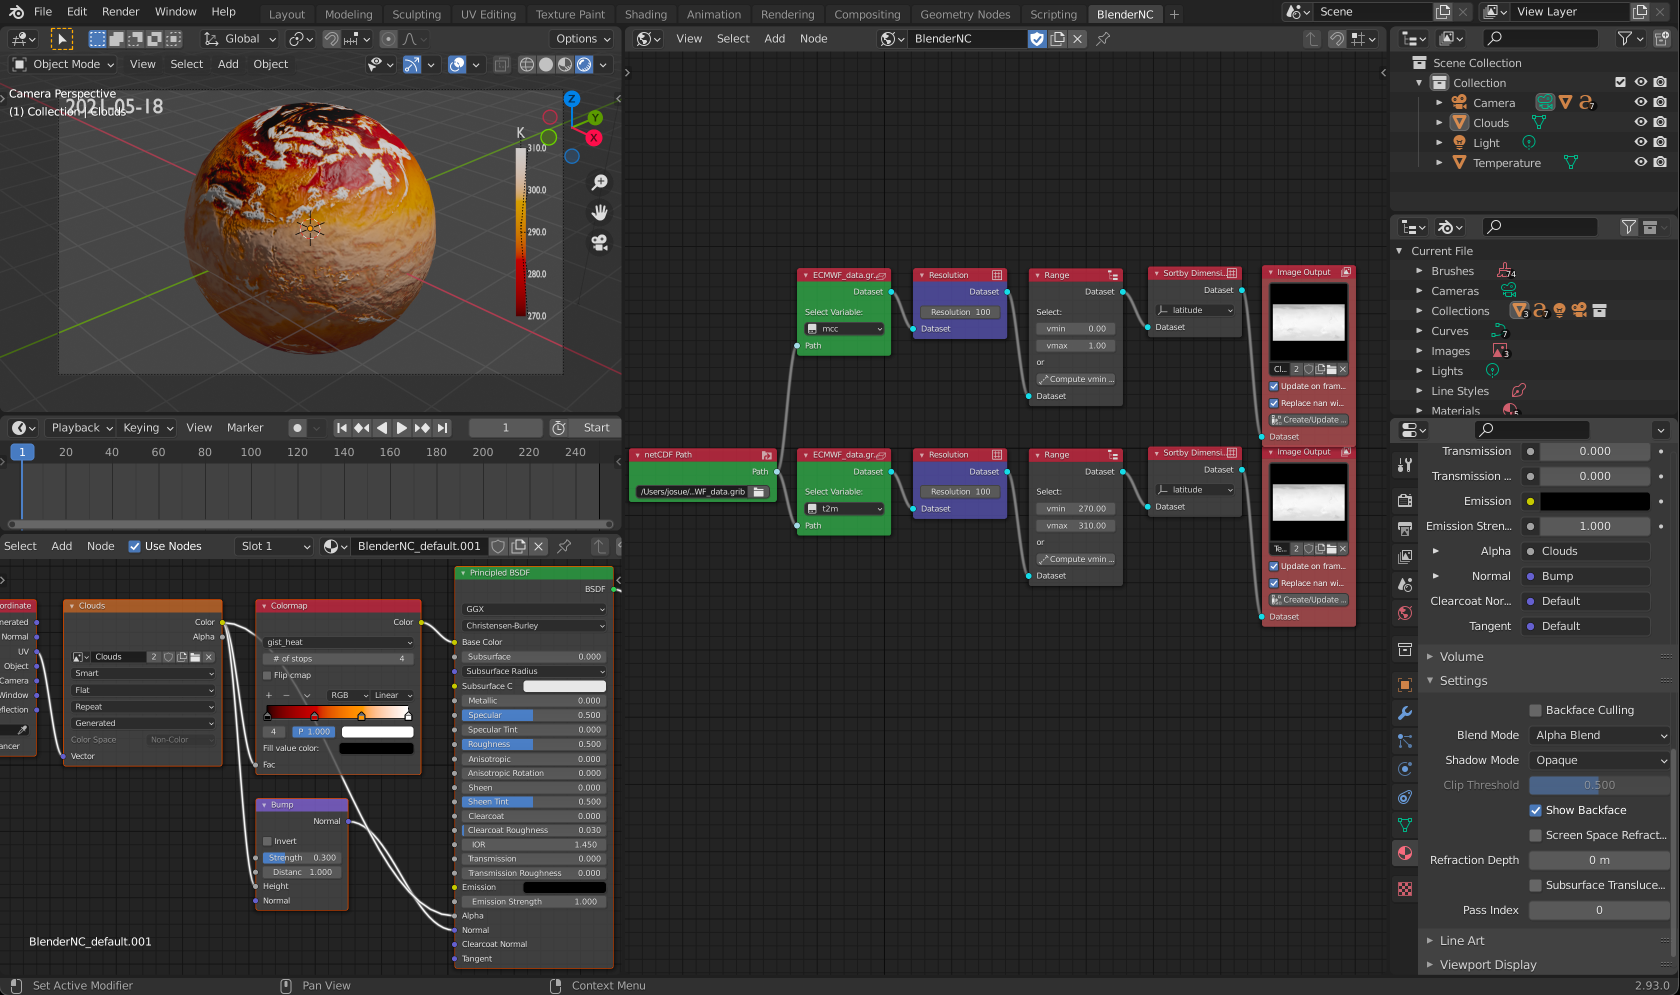 File Edit Render Window Help
Layout Modeling Sculpting UV Editing Texture Paint Shading Animation Rendering Compositing Geometry Nodes Scripting BlenderNC +
Scene
View Layer
Global
Options
Object Mode View Select Add Object
Camera Perspective
(1) Collection | Clouds
2021-05-18
K
310.0
300.0
290.0
280.0
270.0
Z
Y
X
Playback Keying View Marker
1
Start
1 20 40 60 80 100 120 140 160 180 200 220 240
Select Add Node Use Nodes Slot 1 BlenderNC_default.001
Normal
UV
Object
Clouds
Color
Alpha
Clouds 2
Smart
Flat
Repeat
Generated
Color Space Non-Color
Vector
Colormap
Color
gist_heat
# of stops 4
Flip cmap
RGB Linear
4 P 1.000
Fill value color:
Fac
Bump
Normal
Invert
Strength 0.300
Distanc 1.000
Height
Normal
BlenderNC_default.001
Principled BSDF
BSDF
GGX
Christensen-Burley
Base Color
Subsurface 0.000
Subsurface Radius
Subsurface C
Metallic 0.000
Specular 0.500
Specular Tint 0.000
Roughness 0.500
Anisotropic 0.000
Anisotropic Rotation 0.000
Sheen 0.000
Sheen Tint 0.500
Clearcoat 0.000
Clearcoat Roughness 0.030
IOR 1.450
Transmission 0.000
Transmission Roughness 0.000
Emission
Emission Strength 1.000
Alpha
Normal
Clearcoat Normal
Tangent
View Select Add Node BlenderNC
netCDF Path
Path
/Users/josue/...WF_data.grib
ECMWF_data.gr...
Dataset
Select Variable:
mcc
Path
Resolution
Dataset
Resolution 100
Dataset
Range
Dataset
Select:
vmin 0.00
vmax 1.00
or
Compute vmin ...
Dataset
Sortby Dimensi...
Dataset
latitude
Dataset
Image Output
Cl... 2
Update on fram...
Replace nan wi...
Create/Update ...
Dataset
ECMWF_data.gr...
Dataset
Select Variable:
t2m
Path
Resolution
Dataset
Resolution 100
Dataset
Range
Dataset
Select:
vmin 270.00
vmax 310.00
or
Compute vmin ...
Dataset
Sortby Dimensi...
Dataset
latitude
Dataset
Image Output
Te... 2
Update on fram...
Replace nan wi...
Create/Update ...
Dataset
Scene Collection
Collection
Camera 7
Clouds
Light
Temperature
Current File
Brushes 74
Cameras
Collections 3 7
Curves 7
Images 3
Lights
Line Styles
Materials 5
Transmission 0.000
Transmission ... 0.000
Emission
Emission Stren... 1.000
Alpha Clouds
Normal Bump
Clearcoat Nor... Default
Tangent Default
Volume
Settings
Backface Culling
Blend Mode Alpha Blend
Shadow Mode Opaque
Clip Threshold 0.500
Show Backface
Screen Space Refract...
Refraction Depth 0 m
Subsurface Transluce...
Pass Index 0
Line Art
Viewport Display
Set Active Modifier
Pan View
Context Menu
2.93.0